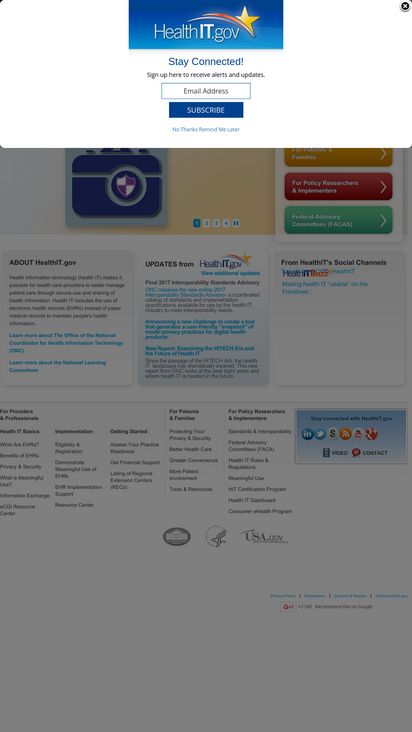 HealthIT.gov
Stay Connected!
Sign up here to receive alerts and updates.
Email Address
SUBSCRIBE
No Thanks Remind Me Later
For Patients &
Families
For Policy Researchers
& Implementers
Federal Advisory
Committees (FACAS)
1 2 3 4
ABOUT HealthIT.gov
Health Information technology (health IT) makes it
possible for health care providers to better manage
patient care through secure use and sharing of
health information. Health IT includes the use of
electronic health records (EHRs) instead of paper
medical records to maintain people's health
information.
Learn more about The Office of the National
Coordinator for Health Information Technology
(ONC)
Learn more about the National Learning
Consortium
UPDATES from HealthIT.gov
View additional updates
Final 2017 Interoperability Standards Advisory
ONC releases the new online 2017
Interoperability Standards Advisory- a coordinated
catalog of standards and implementation
specifications available for use by the health IT
industry to meet interoperability needs.
Announcing a new challenge to create a tool
that generates a user-friendly "snapshot" of
model privacy practices for digital health
products.
New Report: Examining the HITECH Era and
the Future of Health IT
Since the passage of the HITECH Act, the health
IT landscape has dramatically evolved. This new
report from ONC looks at the past eight years and
where health IT is headed in the future.
From HealthIT's Social Channels
HealthIT
Buzz
Making health IT "usable" on the
Frontlines
For Providers
& Professionals
Health IT Basics
What Are EHRs?
Benefits of EHRs
Privacy & Security
What is Meaningful
Use?
Information Exchange
eCQI Resource
Center
Implementation
Eligibility &
Registration
Demonstrate
Meaningful Use of
EHRs
EHR Implementation
Support
Resource Center
Getting Started
Assess Your Practice
Readiness
Get Financial Support
Listing of Regional
Extension Centers
(RECs)
For Patients
& Families
Protecting Your
Privacy & Security
Better Health Care
Greater Convenience
More Patient
Involvement
Tools & Resources
For Policy Researchers
& Implementers
Standards & Interoperability
Federal Advisory
Committees (FACA)
Health IT Rules &
Regulations
Meaningful Use
HIT Certification Program
Health IT Dashboard
Consumer eHealth Program
Stay connected with HealthIT.gov
VIDEO CONTACT
USA.gov
Privacy Policy | Disclaimers | Viewers & Players | GobiernoUSA.gov
G+1 +1160 Recommend this on Google